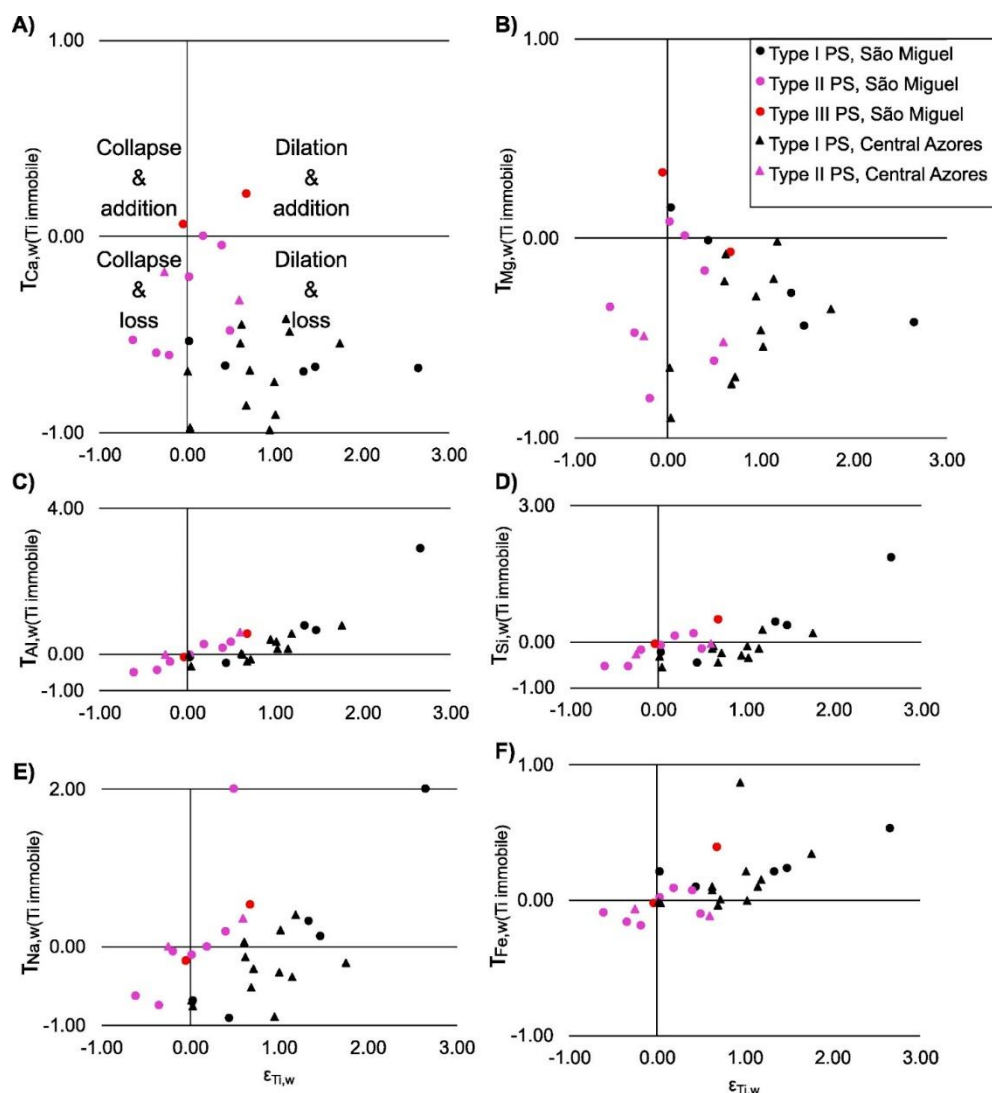 A)
1.00
Collapse
&
addition
Dilation
&
addition
0.00
Collapse
&
loss
Dilation
&
loss
-1.00
-1.00 0.00 1.00 2.00 3.00
TCa,w(Ti immobile)
B)
1.00
Type I PS, São Miguel
Type II PS, São Miguel
Type III PS, São Miguel
Type I PS, Central Azores
Type II PS, Central Azores
0.00
-1.00
-1.00 0.00 1.00 2.00 3.00
TMg,w(Ti immobile)
C)
4.00
0.00
-1.00
-1.00 0.00 1.00 2.00 3.00
TAl,w(Ti immobile)
D)
3.00
0.00
-1.00
-1.00 0.00 1.00 2.00 3.00
TSi,w(Ti immobile)
E)
2.00
0.00
-1.00
-1.00 0.00 1.00 2.00 3.00
TNa,w(Ti immobile)
εTi,w
F)
1.00
0.00
-1.00
-1.00 0.00 1.00 2.00 3.00
TFe,w(Ti immobile)
εTi,w